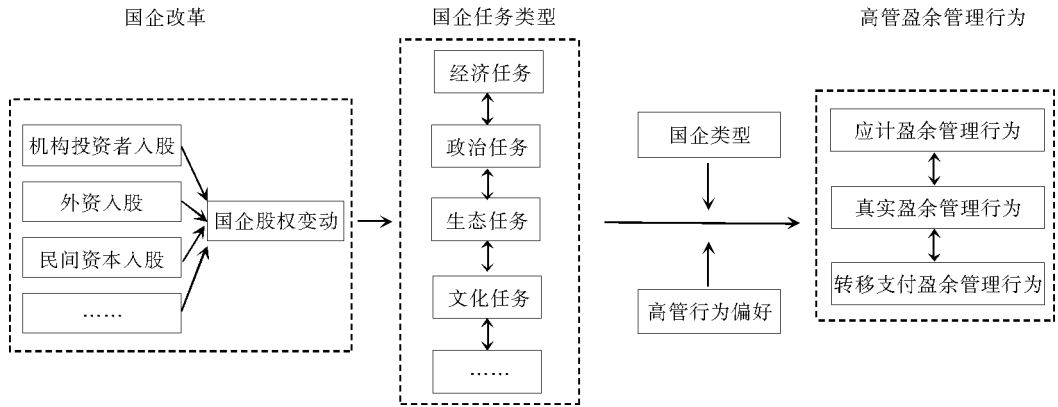 国企改革
国企任务类型
高管盈余管理行为
机构投资者入股
外资入股
民间资本入股
……
国企股权变动
经济任务
政治任务
生态任务
文化任务
……
国企类型
高管行为偏好
应计盈余管理行为
真实盈余管理行为
转移支付盈余管理行为